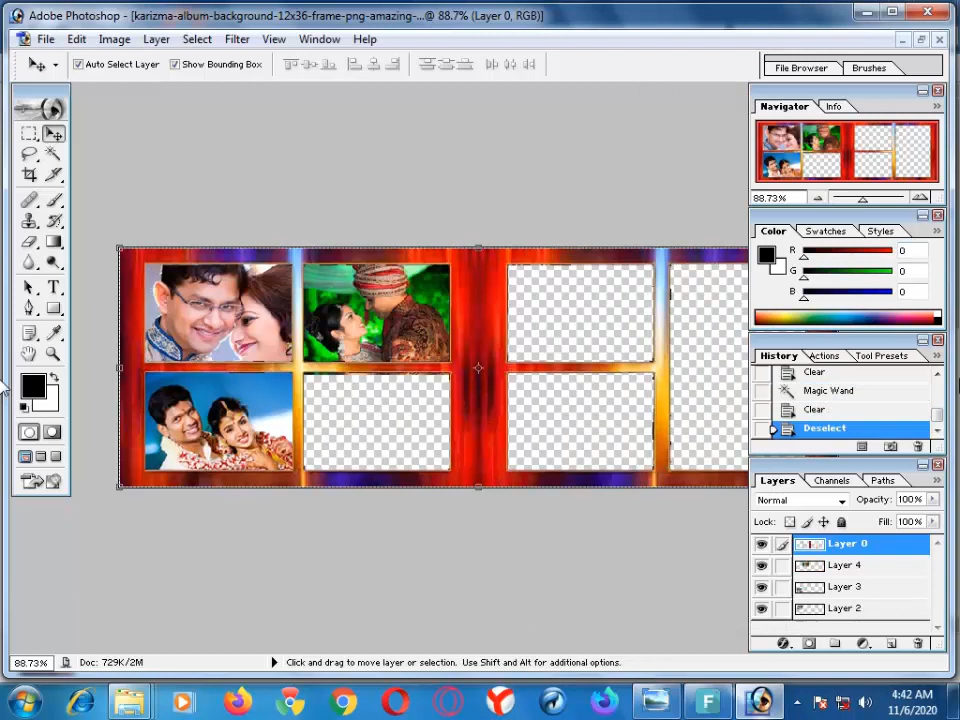 Adobe Photoshop - [karizma-album-background-12x36-frame-png-amazing-...@ 88.7% (Layer 0, RGB)]
File Edit Image Layer Select Filter View Window Help
Auto Select Layer Show Bounding Box File Browser Brushes
Navigator Info
88.73%
Color Swatches Styles
R 0
G 0
B 0
History Actions Tool Presets
Clear
Magic Wand
Clear
Deselect
Layers Channels Paths
Normal Opacity: 100%
Lock: Fill: 100%
Layer 0
Layer 4
Layer 3
Layer 2
88.73% Doc: 729K/2M Click and drag to move layer or selection. Use Shift and Alt for additional options.
4:42 AM
11/6/2020